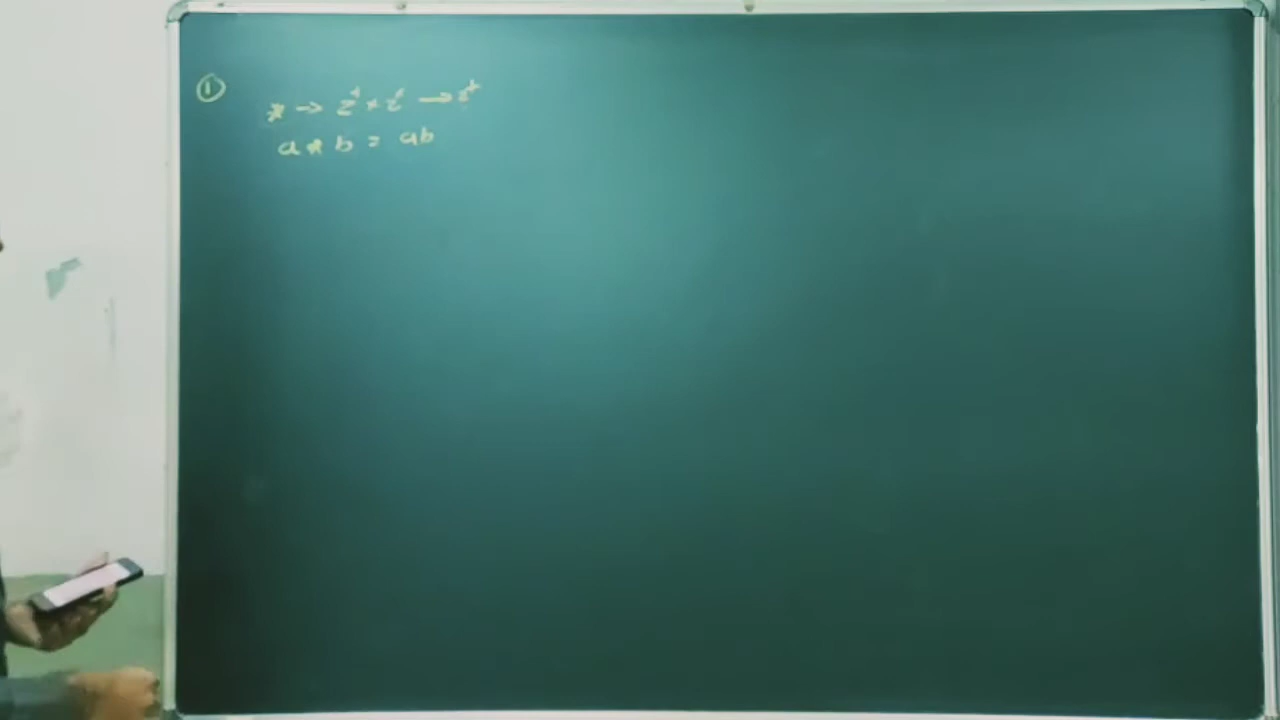 ① * → z⁺ × z⁺ → z⁺
a * b = ab